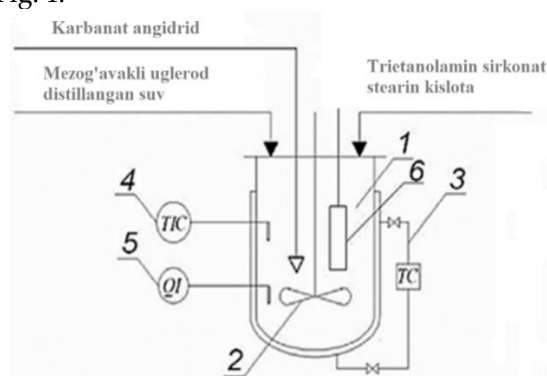 Fig. 1.
Karbanat angidrid
Mezog'avakli uglerod
distillangan suv
Trietanolamin sirkonat
stearin kislota
1
6
3
4
TIC
5
QI
TC
2